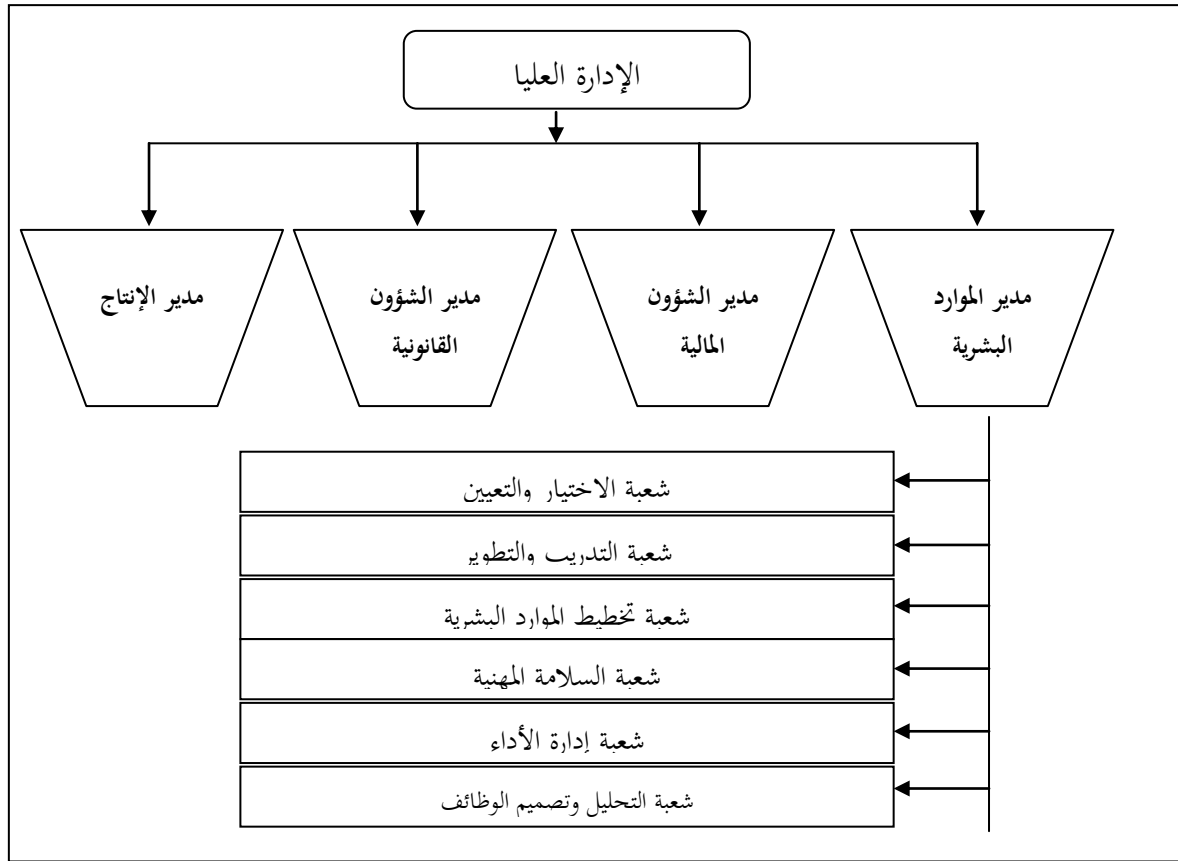 الإدارة العليا
مدير الموارد
البشرية
مدير الشؤون
المالية
مدير الشؤون
القانونية
مدير الإنتاج
شعبة الاختيار والتعيين
شعبة التدريب والتطوير
شعبة تخطيط الموارد البشرية
شعبة السلامة المهنية
شعبة إدارة الأداء
شعبة التحليل وتصميم الوظائف